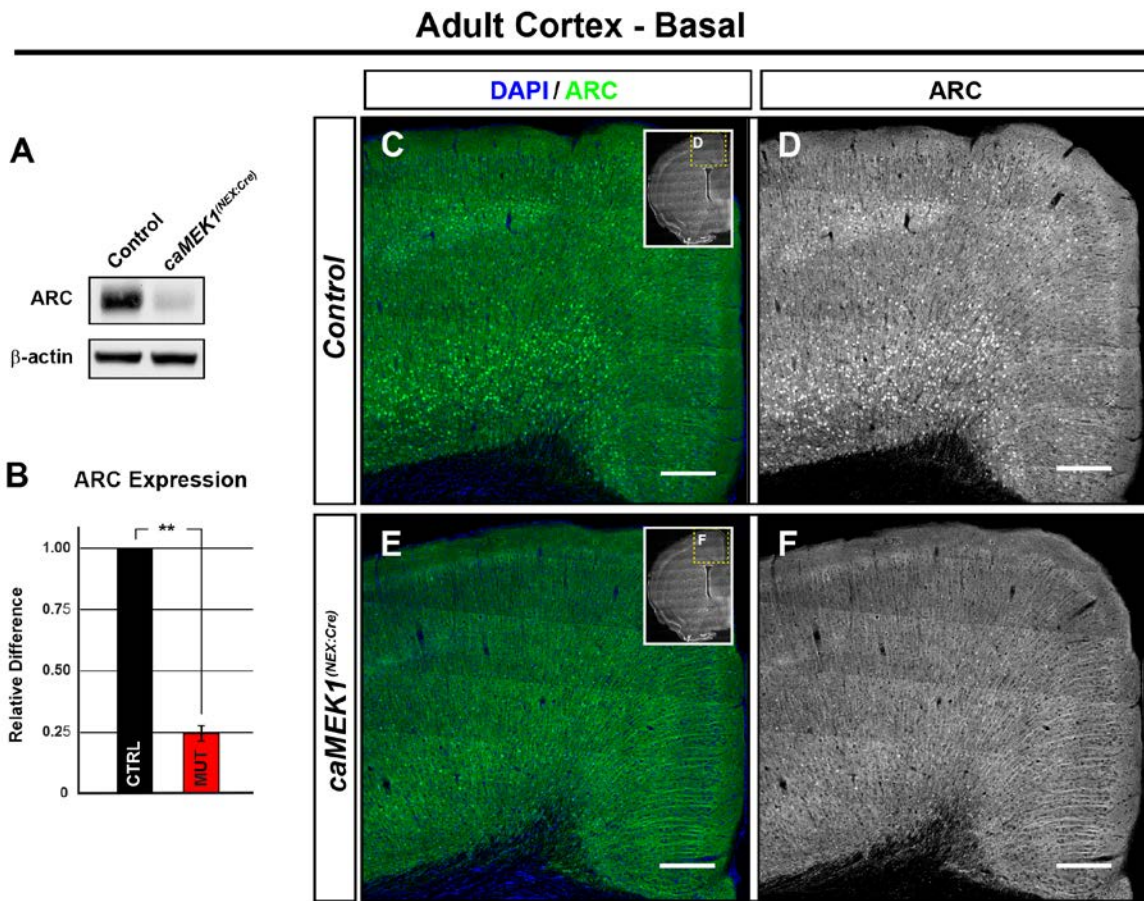 Adult Cortex - Basal
DAPI / ARC
ARC
A
Control
caMEK1(NEX:Cre)
ARC
β-actin
B
ARC Expression
**
1.00
0.75
0.50
0.25
0
Relative Difference
CTRL
MUT
Control
C
D
D
caMEK1(NEX:Cre)
E
F
F